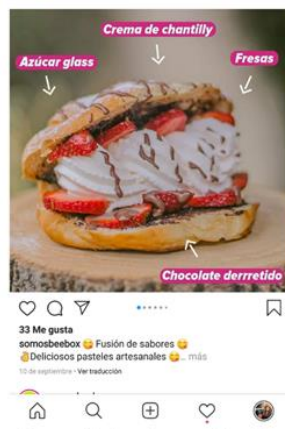 Crema de chantilly
Azúcar glass
Fresas
Chocolate derrretido
33 Me gusta
somosbeebox 😋 Fusión de sabores 😋
👌Deliciosos pasteles artesanales 😋... más
10 de septiembre • Ver traducción